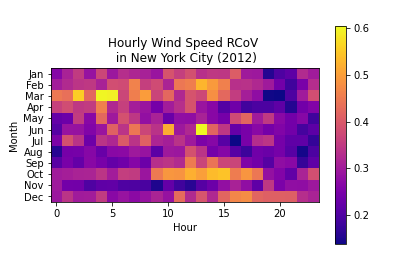 Hourly Wind Speed RCoV
in New York City (2012)
Month
Jan
Feb
Mar
Apr
May
Jun
Jul
Aug
Sep
Oct
Nov
Dec
0 5 10 15 20
Hour
0.6
0.5
0.4
0.3
0.2